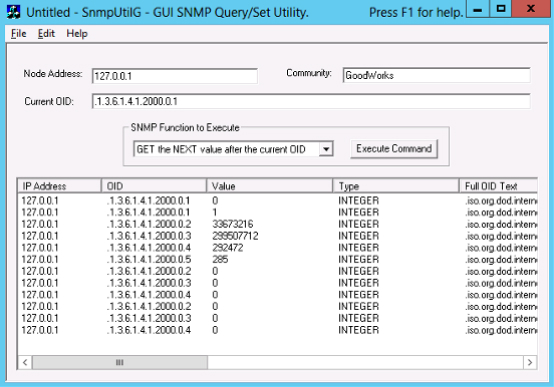 Untitled - SnmpUtilG - GUI SNMP Query/Set Utility. Press F1 for help.
File Edit Help
Node Address: 127.0.0.1 Community: GoodWorks
Current OID: .1.3.6.1.4.1.2000.0.1
SNMP Function to Execute
GET the NEXT value after the current OID Execute Command
IP Address OID Value Type Full OID Text
127.0.0.1 .1.3.6.1.4.1.2000.0.1 0 INTEGER .iso.org.dod.interne
127.0.0.1 .1.3.6.1.4.1.2000.0.1 1 INTEGER .iso.org.dod.interne
127.0.0.1 .1.3.6.1.4.1.2000.0.2 33673216 INTEGER .iso.org.dod.interne
127.0.0.1 .1.3.6.1.4.1.2000.0.3 299507712 INTEGER .iso.org.dod.interne
127.0.0.1 .1.3.6.1.4.1.2000.0.4 292472 INTEGER .iso.org.dod.interne
127.0.0.1 .1.3.6.1.4.1.2000.0.5 285 INTEGER .iso.org.dod.interne
127.0.0.1 .1.3.6.1.4.1.2000.0.2 0 INTEGER .iso.org.dod.interne
127.0.0.1 .1.3.6.1.4.1.2000.0.3 0 INTEGER .iso.org.dod.interne
127.0.0.1 .1.3.6.1.4.1.2000.0.4 0 INTEGER .iso.org.dod.interne
127.0.0.1 .1.3.6.1.4.1.2000.0.2 0 INTEGER .iso.org.dod.interne
127.0.0.1 .1.3.6.1.4.1.2000.0.3 0 INTEGER .iso.org.dod.interne
127.0.0.1 .1.3.6.1.4.1.2000.0.4 0 INTEGER .iso.org.dod.interne